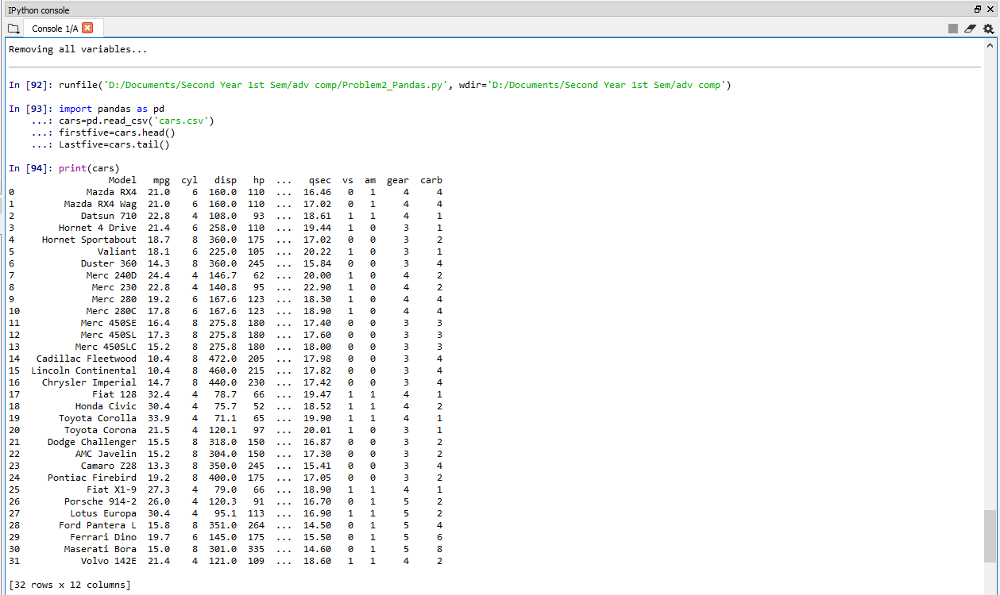 IPython console
Console 1/A
Removing all variables...
In [92]: runfile('D:/Documents/Second Year 1st Sem/adv comp/Problem2_Pandas.py', wdir='D:/Documents/Second Year 1st Sem/adv comp')
In [93]: import pandas as pd
...: cars=pd.read_csv('cars.csv')
...: firstfive=cars.head()
...: Lastfive=cars.tail()
In [94]: print(cars)
Model mpg cyl disp hp ... qsec vs am gear carb
0 Mazda RX4 21.0 6 160.0 110 ... 16.46 0 1 4 4
1 Mazda RX4 Wag 21.0 6 160.0 110 ... 17.02 0 1 4 4
2 Datsun 710 22.8 4 108.0 93 ... 18.61 1 1 4 1
3 Hornet 4 Drive 21.4 6 258.0 110 ... 19.44 1 0 3 1
4 Hornet Sportabout 18.7 8 360.0 175 ... 17.02 0 0 3 2
5 Valiant 18.1 6 225.0 105 ... 20.22 1 0 3 1
6 Duster 360 14.3 8 360.0 245 ... 15.84 0 0 3 4
7 Merc 240D 24.4 4 146.7 62 ... 20.00 1 0 4 2
8 Merc 230 22.8 4 140.8 95 ... 22.90 1 0 4 2
9 Merc 280 19.2 6 167.6 123 ... 18.30 1 0 4 4
10 Merc 280C 17.8 6 167.6 123 ... 18.90 1 0 4 4
11 Merc 450SE 16.4 8 275.8 180 ... 17.40 0 0 3 3
12 Merc 450SL 17.3 8 275.8 180 ... 17.60 0 0 3 3
13 Merc 450SLC 15.2 8 275.8 180 ... 18.00 0 0 3 3
14 Cadillac Fleetwood 10.4 8 472.0 205 ... 17.98 0 0 3 4
15 Lincoln Continental 10.4 8 460.0 215 ... 17.82 0 0 3 4
16 Chrysler Imperial 14.7 8 440.0 230 ... 17.42 0 0 3 4
17 Fiat 128 32.4 4 78.7 66 ... 19.47 1 1 4 1
18 Honda Civic 30.4 4 75.7 52 ... 18.52 1 1 4 2
19 Toyota Corolla 33.9 4 71.1 65 ... 19.90 1 1 4 1
20 Toyota Corona 21.5 4 120.1 97 ... 20.01 1 0 3 1
21 Dodge Challenger 15.5 8 318.0 150 ... 16.87 0 0 3 2
22 AMC Javelin 15.2 8 304.0 150 ... 17.30 0 0 3 2
23 Camaro Z28 13.3 8 350.0 245 ... 15.41 0 0 3 4
24 Pontiac Firebird 19.2 8 400.0 175 ... 17.05 0 0 3 2
25 Fiat X1-9 27.3 4 79.0 66 ... 18.90 1 1 4 1
26 Porsche 914-2 26.0 4 120.3 91 ... 16.70 0 1 5 2
27 Lotus Europa 30.4 4 95.1 113 ... 16.90 1 1 5 2
28 Ford Pantera L 15.8 8 351.0 264 ... 14.50 0 1 5 4
29 Ferrari Dino 19.7 6 145.0 175 ... 15.50 0 1 5 6
30 Maserati Bora 15.0 8 301.0 335 ... 14.60 0 1 5 8
31 Volvo 142E 21.4 4 121.0 109 ... 18.60 1 1 4 2
[32 rows x 12 columns]